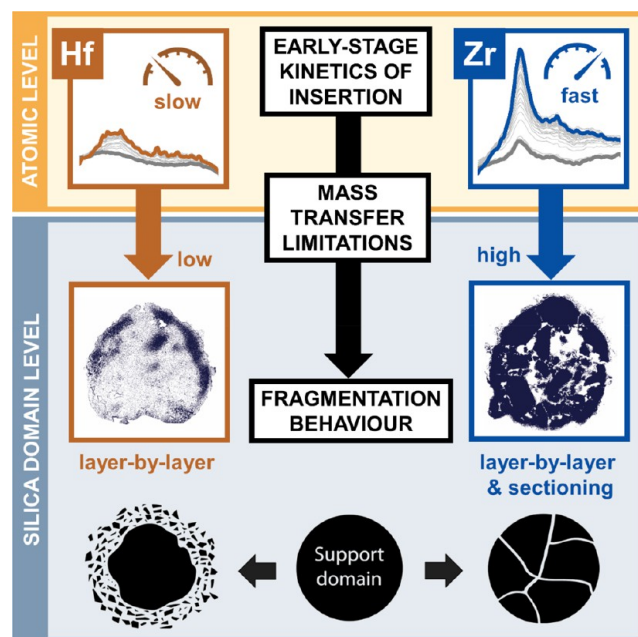 ATOMIC LEVEL
Hf
slow
EARLY-STAGE
KINETICS OF
INSERTION
Zr
fast
MASS
TRANSFER
LIMITATIONS
low
high
SILICA DOMAIN LEVEL
FRAGMENTATION
BEHAVIOUR
layer-by-layer
layer-by-layer
& sectioning
Support
domain